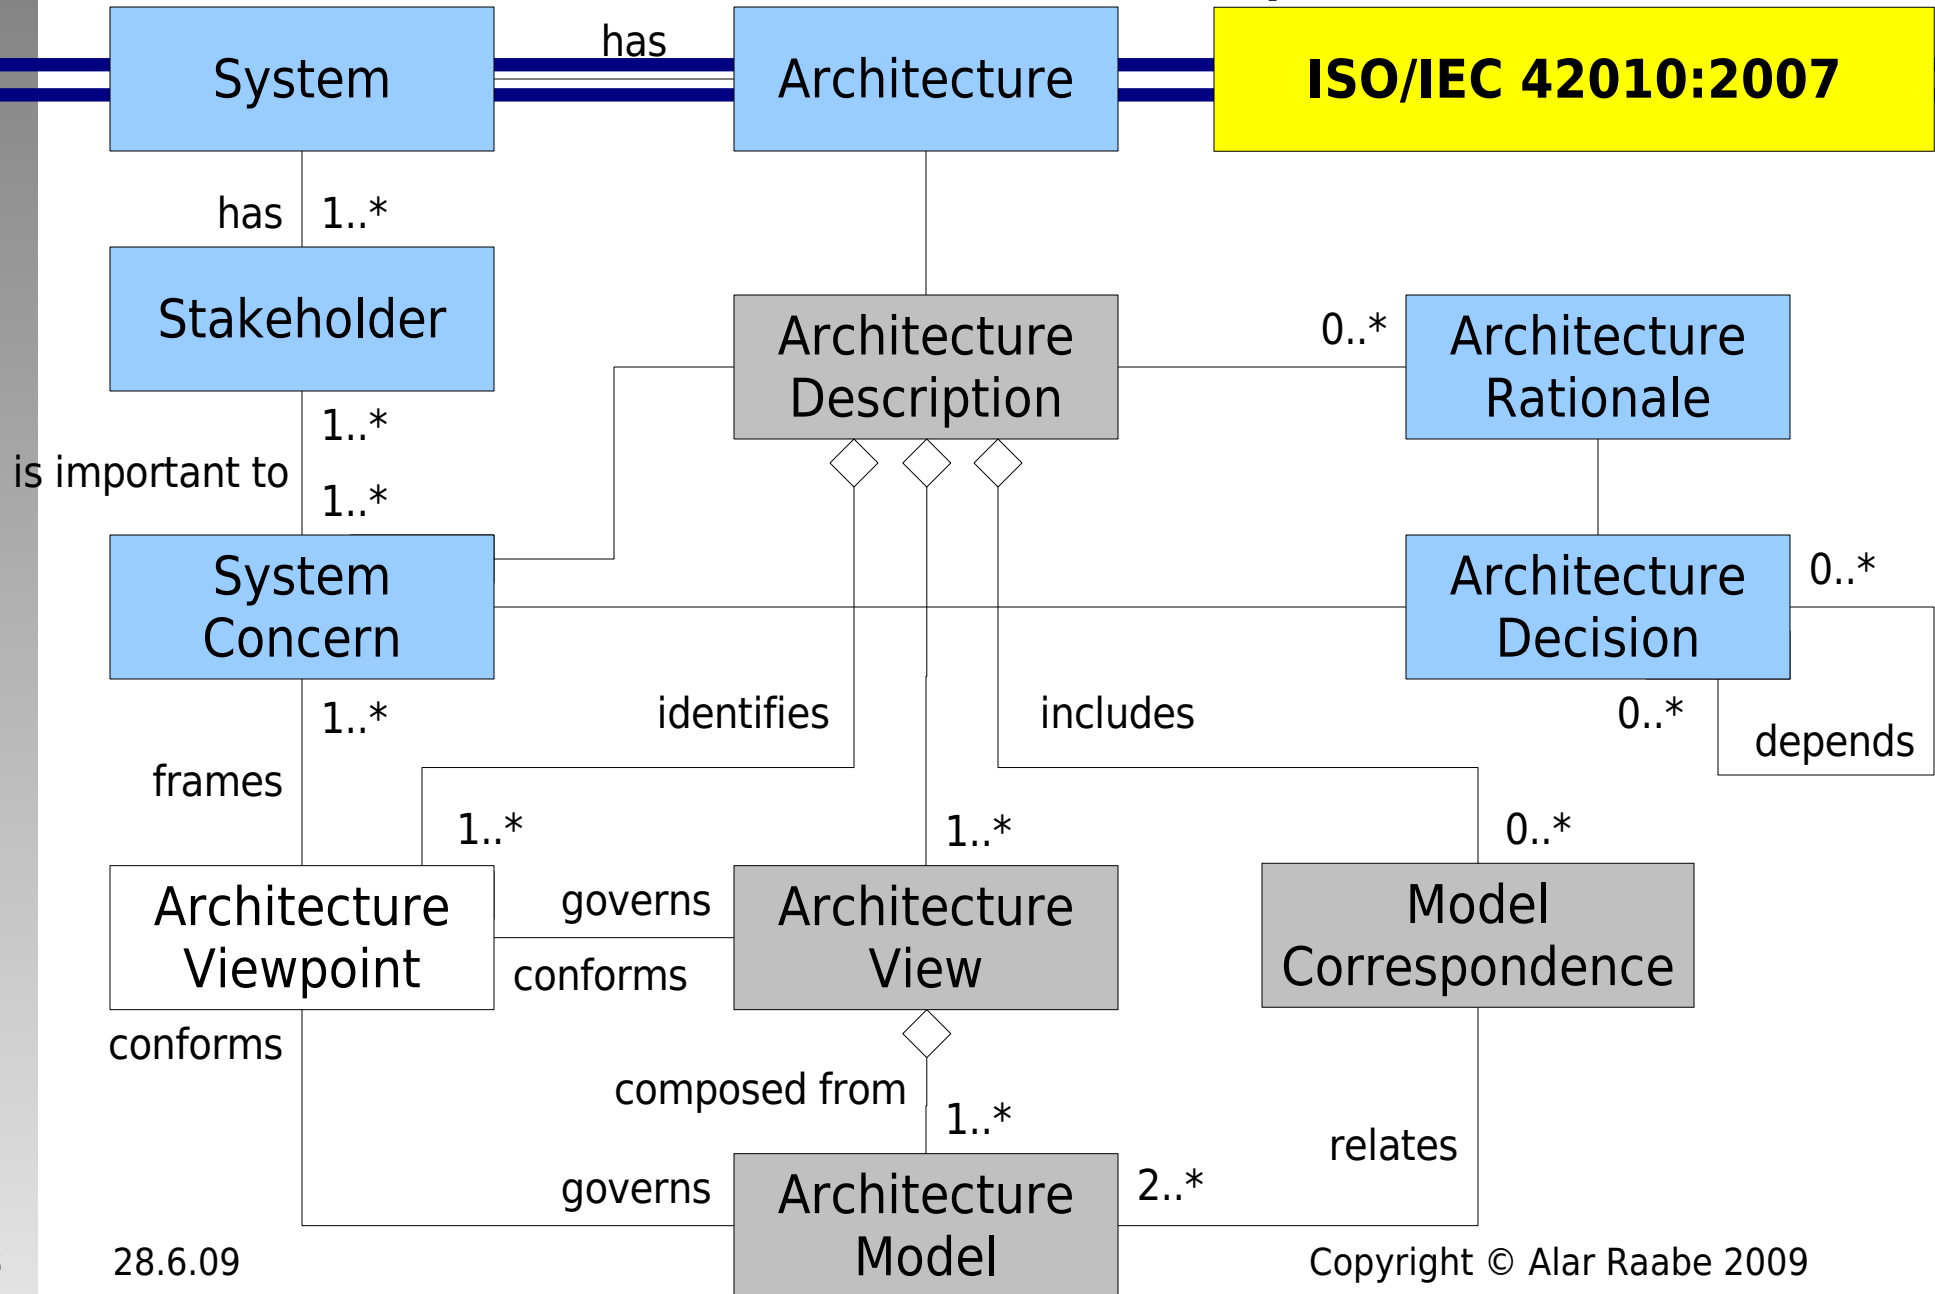 has
System
Architecture
ISO/IEC 42010:2007
has
1..*
Stakeholder
Architecture
Description
0..*
Architecture
Rationale
1..*
is important to
1..*
System
Concern
Architecture
Decision
0..*
1..*
identifies
includes
0..*
depends
frames
1..*
1..*
0..*
Architecture
Viewpoint
governs
conforms
Architecture
View
Model
Correspondence
conforms
composed from
1..*
relates
governs
2..*
Architecture
Model
28.6.09
Copyright © Alar Raabe 2009